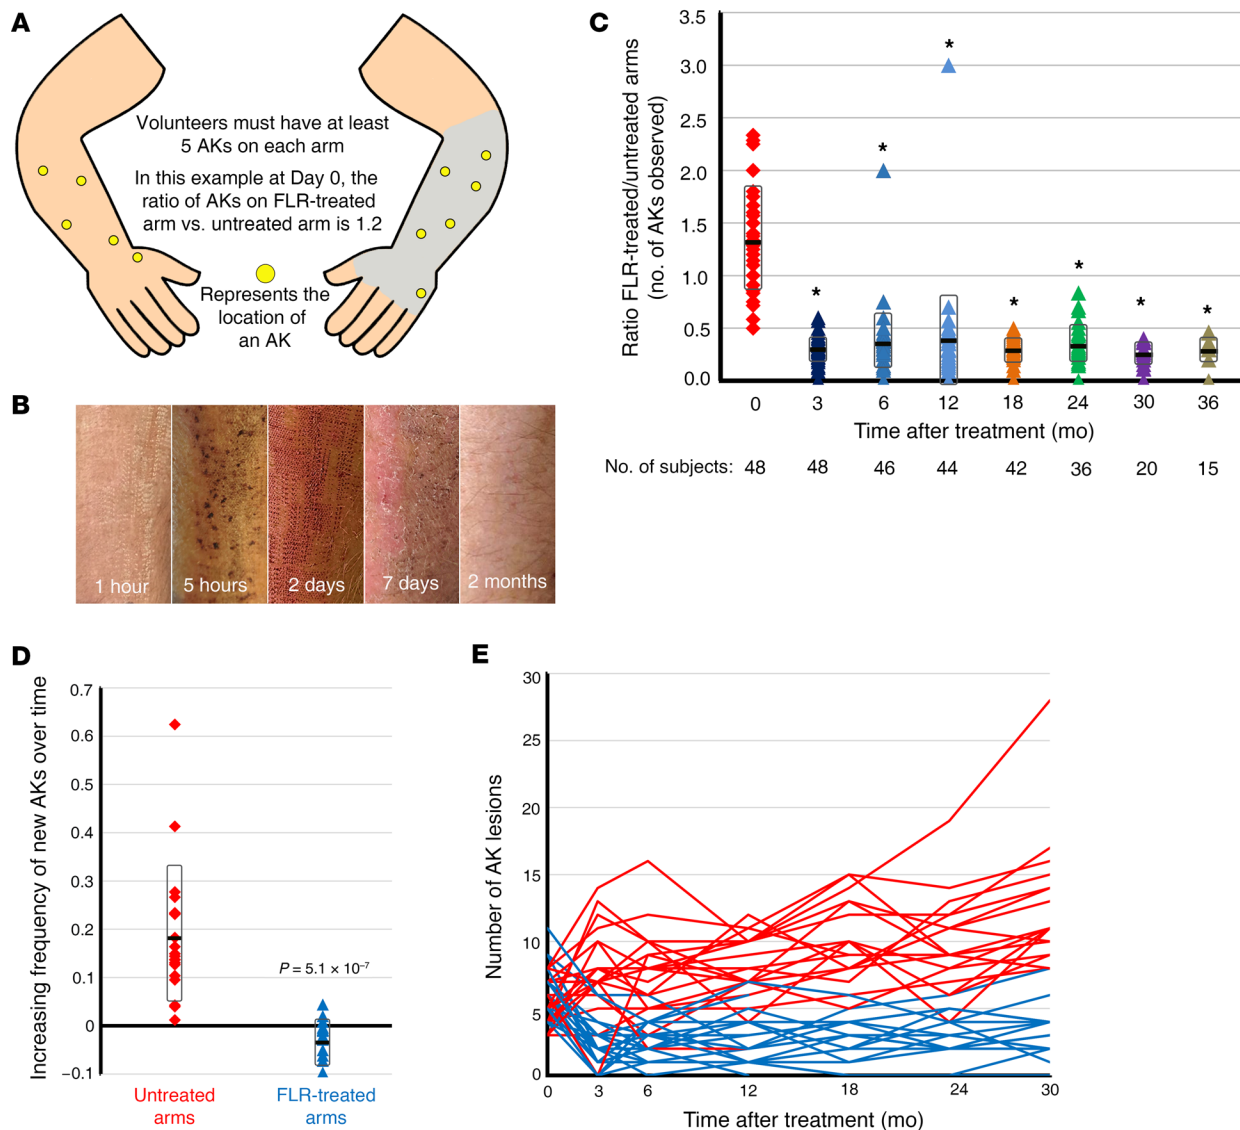 A
Volunteers must have at least
5 AKs on each arm
In this example at Day 0, the
ratio of AKs on FLR-treated
arm vs. untreated arm is 1.2
Represents the
location of
an AK
B
1 hour
5 hours
2 days
7 days
2 months
C
Ratio FLR-treated/untreated arms
(no. of AKs observed)
3.5
3.0
2.5
2.0
1.5
1.0
0.5
0.0
* * * * * * *
0 3 6 12 18 24 30 36
Time after treatment (mo)
No. of subjects: 48 48 46 44 42 36 20 15
D
Increasing frequency of new AKs over time
0.7
0.6
0.5
0.4
0.3
0.2
0.1
0
−0.1
P = 5.1 × 10–7
Untreated
arms
FLR-treated
arms
E
Number of AK lesions
30
25
20
15
10
5
0
0 3 6 12 18 24 30
Time after treatment (mo)